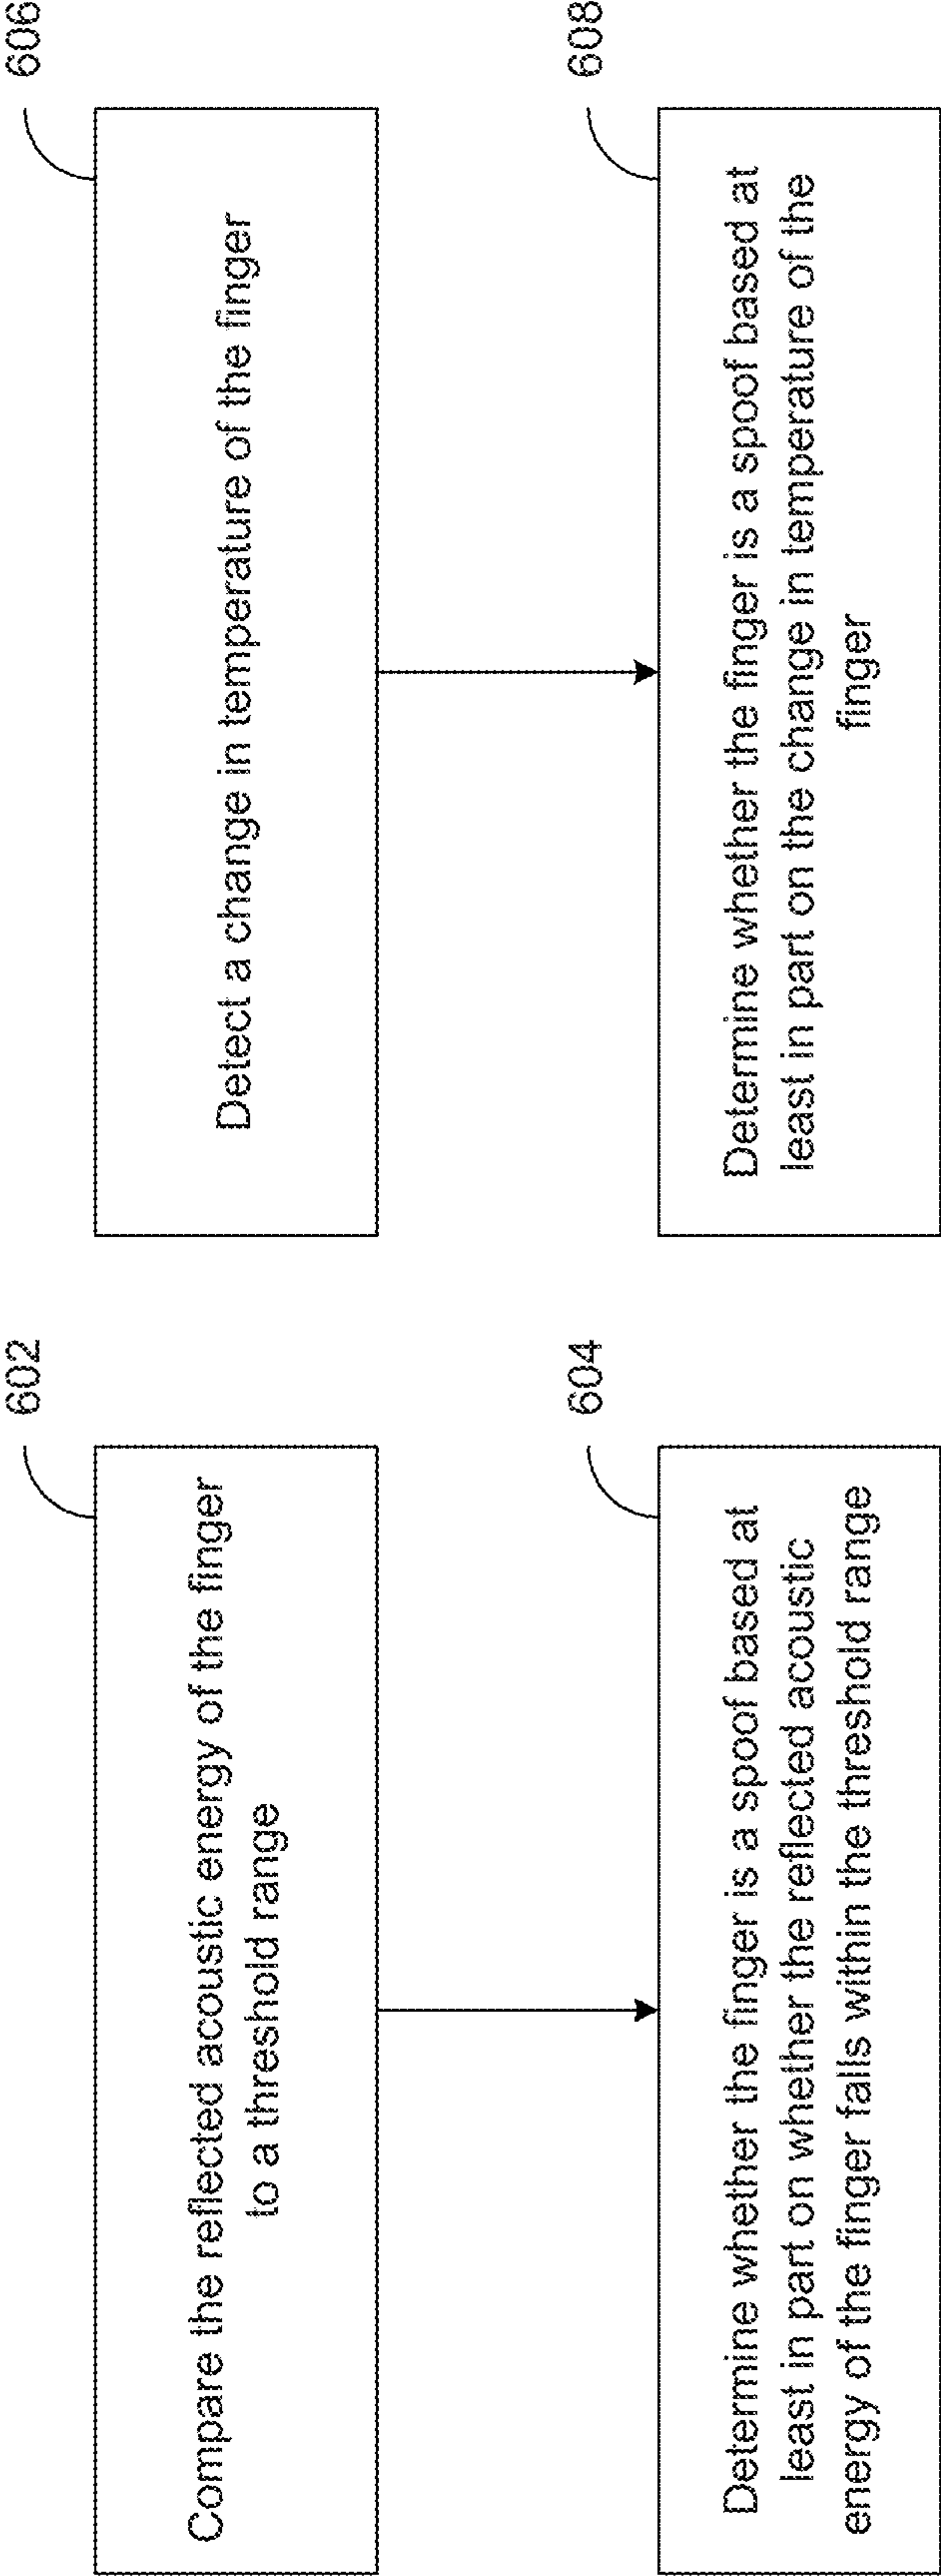 602
Compare the reflected acoustic energy of the finger
to a threshold range
604
Determine whether the finger is a spoof based at
least in part on whether the reflected acoustic
energy of the finger falls within the threshold range
606
Detect a change in temperature of the finger
608
Determine whether the finger is a spoof based at
least in part on the change in temperature of the
finger